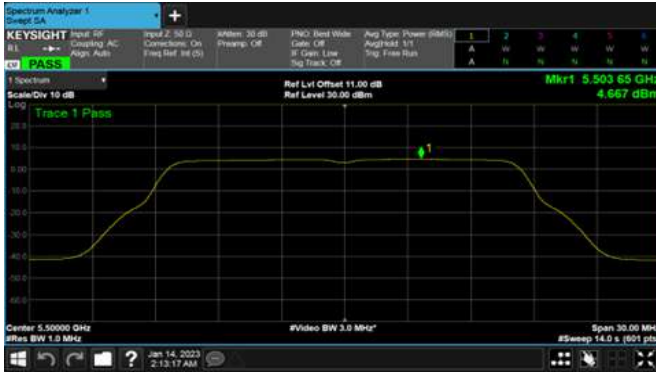 Spectrum Analyzer 1
Swept SA
+
KEYSIGHT Input: RF Input Z: 50 Ω #Atten: 30 dB PNO: Best Wide Avg Type: Power (RMS) 1 2 3 4 5 6
RL Coupling: AC Corrections: On Preamp: Off Gate: Off Avg|Hold: 1/1 A W W W W W
Align: Auto Freq Ref: Int (S) IF Gain: Low Trig: Free Run A N N N N N
PASS Sig Track: Off
1 Spectrum Ref Lvl Offset 11.00 dB Mkr1 5.503 65 GHz
Scale/Div 10 dB Ref Level 30.00 dBm 4.667 dBm
Log
Trace 1 Pass
20.0
10.0
1
0.00
-10.0
-20.0
-30.0
-40.0
-50.0
-60.0
Center 5.50000 GHz #Video BW 3.0 MHz* Span 30.00 MHz
#Res BW 1.0 MHz #Sweep 14.0 s (601 pts)
? Jan 14, 2023
2:13:17 AM